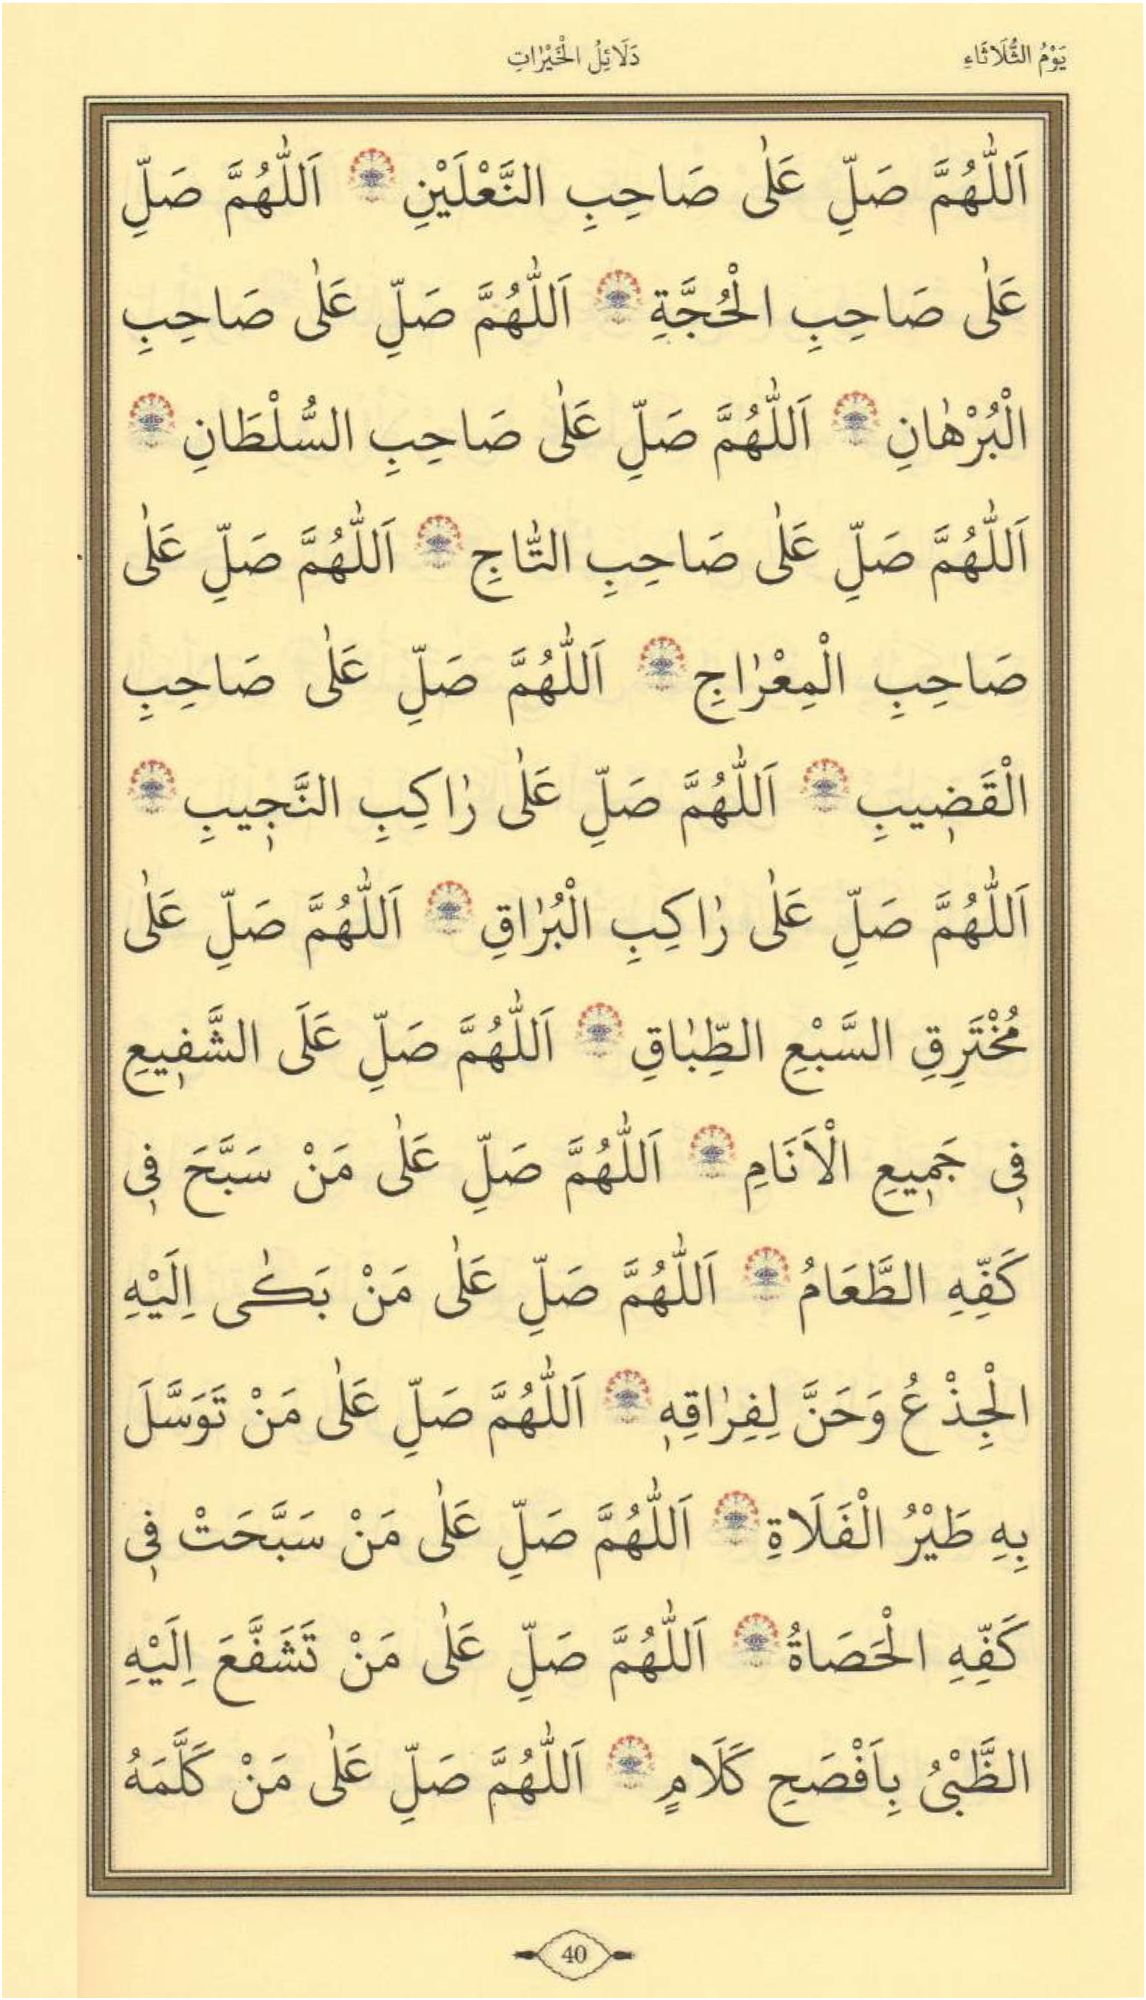 يَوْمُ الثُّلَاثَاءِ
دَلَائِلُ الْخَيْرَاتِ
اَللّٰهُمَّ صَلِّ عَلٰى صَاحِبِ النَّعْلَيْنِ اَللّٰهُمَّ صَلِّ
عَلٰى صَاحِبِ الْحُجَّةِ اَللّٰهُمَّ صَلِّ عَلٰى صَاحِبِ
الْبُرْهٰانِ اَللّٰهُمَّ صَلِّ عَلٰى صَاحِبِ السُّلْطَانِ
اَللّٰهُمَّ صَلِّ عَلٰى صَاحِبِ التّٰاجِ اَللّٰهُمَّ صَلِّ عَلٰى
صَاحِبِ الْمِعْرٰاجِ اَللّٰهُمَّ صَلِّ عَلٰى صَاحِبِ
الْقَضٖيبِ اَللّٰهُمَّ صَلِّ عَلٰى رٰاكِبِ النَّجٖيبِ
اَللّٰهُمَّ صَلِّ عَلٰى رٰاكِبِ الْبُرٰاقِ اَللّٰهُمَّ صَلِّ عَلٰى
مُخْتَرِقِ السَّبْعِ الطِّبٰاقِ اَللّٰهُمَّ صَلِّ عَلَى الشَّفٖيعِ
فٖى جَمٖيعِ الْاَنَامِ اَللّٰهُمَّ صَلِّ عَلٰى مَنْ سَبَّحَ فٖى
كَفِّهِ الطَّعَامُ اَللّٰهُمَّ صَلِّ عَلٰى مَنْ بَكٰى اِلَيْهِ
الْجِذْعُ وَحَنَّ لِفِرٰاقِهٖ اَللّٰهُمَّ صَلِّ عَلٰى مَنْ تَوَسَّلَ
بِهِ طَيْرُ الْفَلَاةِ اَللّٰهُمَّ صَلِّ عَلٰى مَنْ سَبَّحَتْ فٖى
كَفِّهِ الْحَصَاةُ اَللّٰهُمَّ صَلِّ عَلٰى مَنْ تَشَفَّعَ اِلَيْهِ
الظَّبْىُ بِاَفْصَحِ كَلَامٍ اَللّٰهُمَّ صَلِّ عَلٰى مَنْ كَلَّمَهُ
40